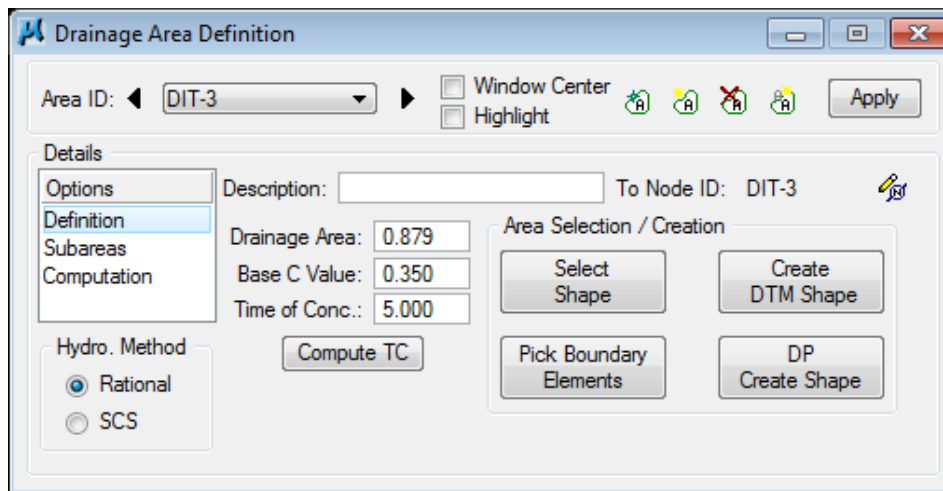 Drainage Area Definition
Area ID: DIT-3 Window Center
Highlight
Apply
Details
Options
Definition
Subareas
Computation
Description: To Node ID: DIT-3
Drainage Area: 0.879
Base C Value: 0.350
Time of Conc.: 5.000
Compute TC
Area Selection / Creation
Select
Shape
Create
DTM Shape
Pick Boundary
Elements
DP
Create Shape
Hydro. Method
Rational
SCS